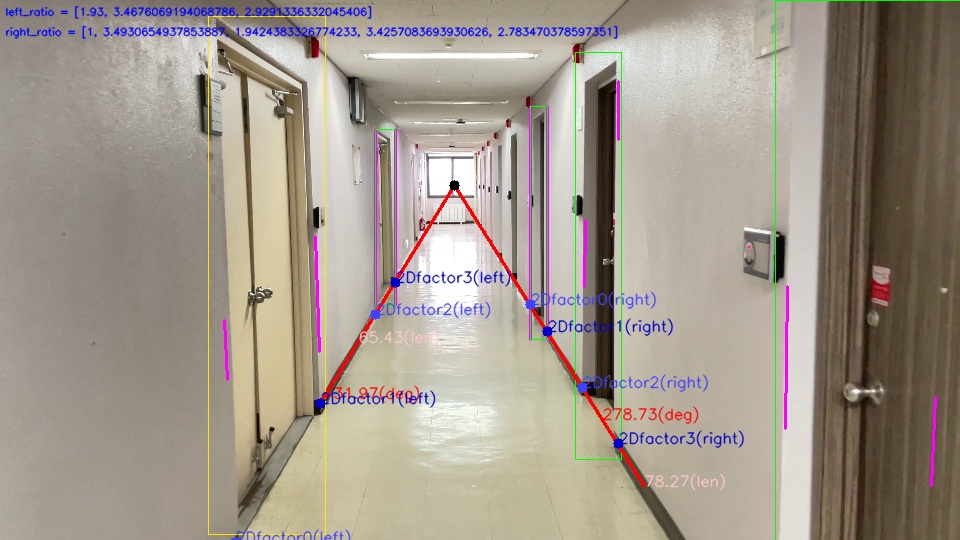 left_ratio = [1.93, 3.4676069194068786, 2.9291336332045406]
right_ratio = [1, 3.4930654937853887, 1.9424383326774233, 3.4257083693930626, 2.783470378597351]
2Dfactor3(left)
2Dfactor2(left)
2Dfactor0(right)
2Dfactor1(right)
65.43(len)
2Dfactor2(right)
31.97(deg)
2Dfactor1(left)
278.73(deg)
2Dfactor3(right)
78.27(len)
2Dfactor0(left)